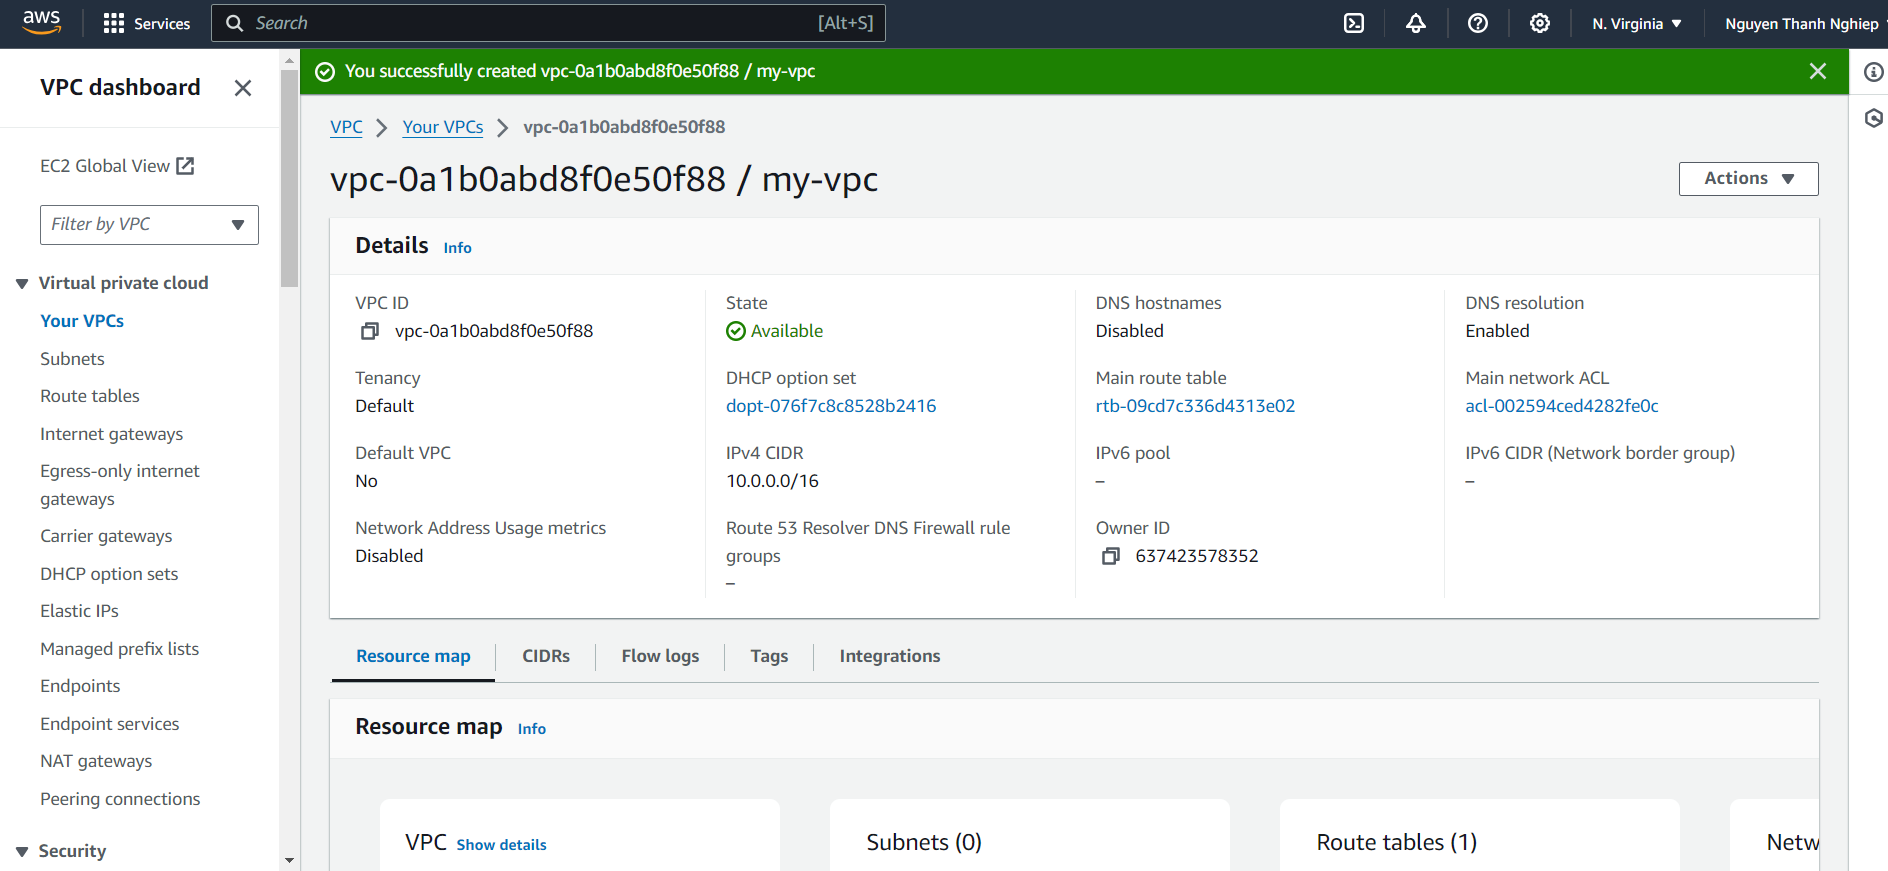 aws
Services
Search
[Alt+S]
N. Virginia
Nguyen Thanh Nghiep
VPC dashboard
EC2 Global View
Filter by VPC
Virtual private cloud
Your VPCs
Subnets
Route tables
Internet gateways
Egress-only internet
gateways
Carrier gateways
DHCP option sets
Elastic IPs
Managed prefix lists
Endpoints
Endpoint services
NAT gateways
Peering connections
Security
You successfully created vpc-0a1b0abd8f0e50f88 / my-vpc
VPC
Your VPCs
vpc-0a1b0abd8f0e50f88
vpc-0a1b0abd8f0e50f88 / my-vpc
Actions
Details Info
VPC ID
vpc-0a1b0abd8f0e50f88
State
Available
DNS hostnames
Disabled
DNS resolution
Enabled
Tenancy
Default
DHCP option set
dopt-076f7c8c8528b2416
Main route table
rtb-09cd7c336d4313e02
Main network ACL
acl-002594ced4282fe0c
Default VPC
No
IPv4 CIDR
10.0.0.0/16
IPv6 pool
–
IPv6 CIDR (Network border group)
–
Network Address Usage metrics
Disabled
Route 53 Resolver DNS Firewall rule
groups
–
Owner ID
637423578352
Resource map
CIDRs
Flow logs
Tags
Integrations
Resource map Info
VPC Show details
Subnets (0)
Route tables (1)
Netw